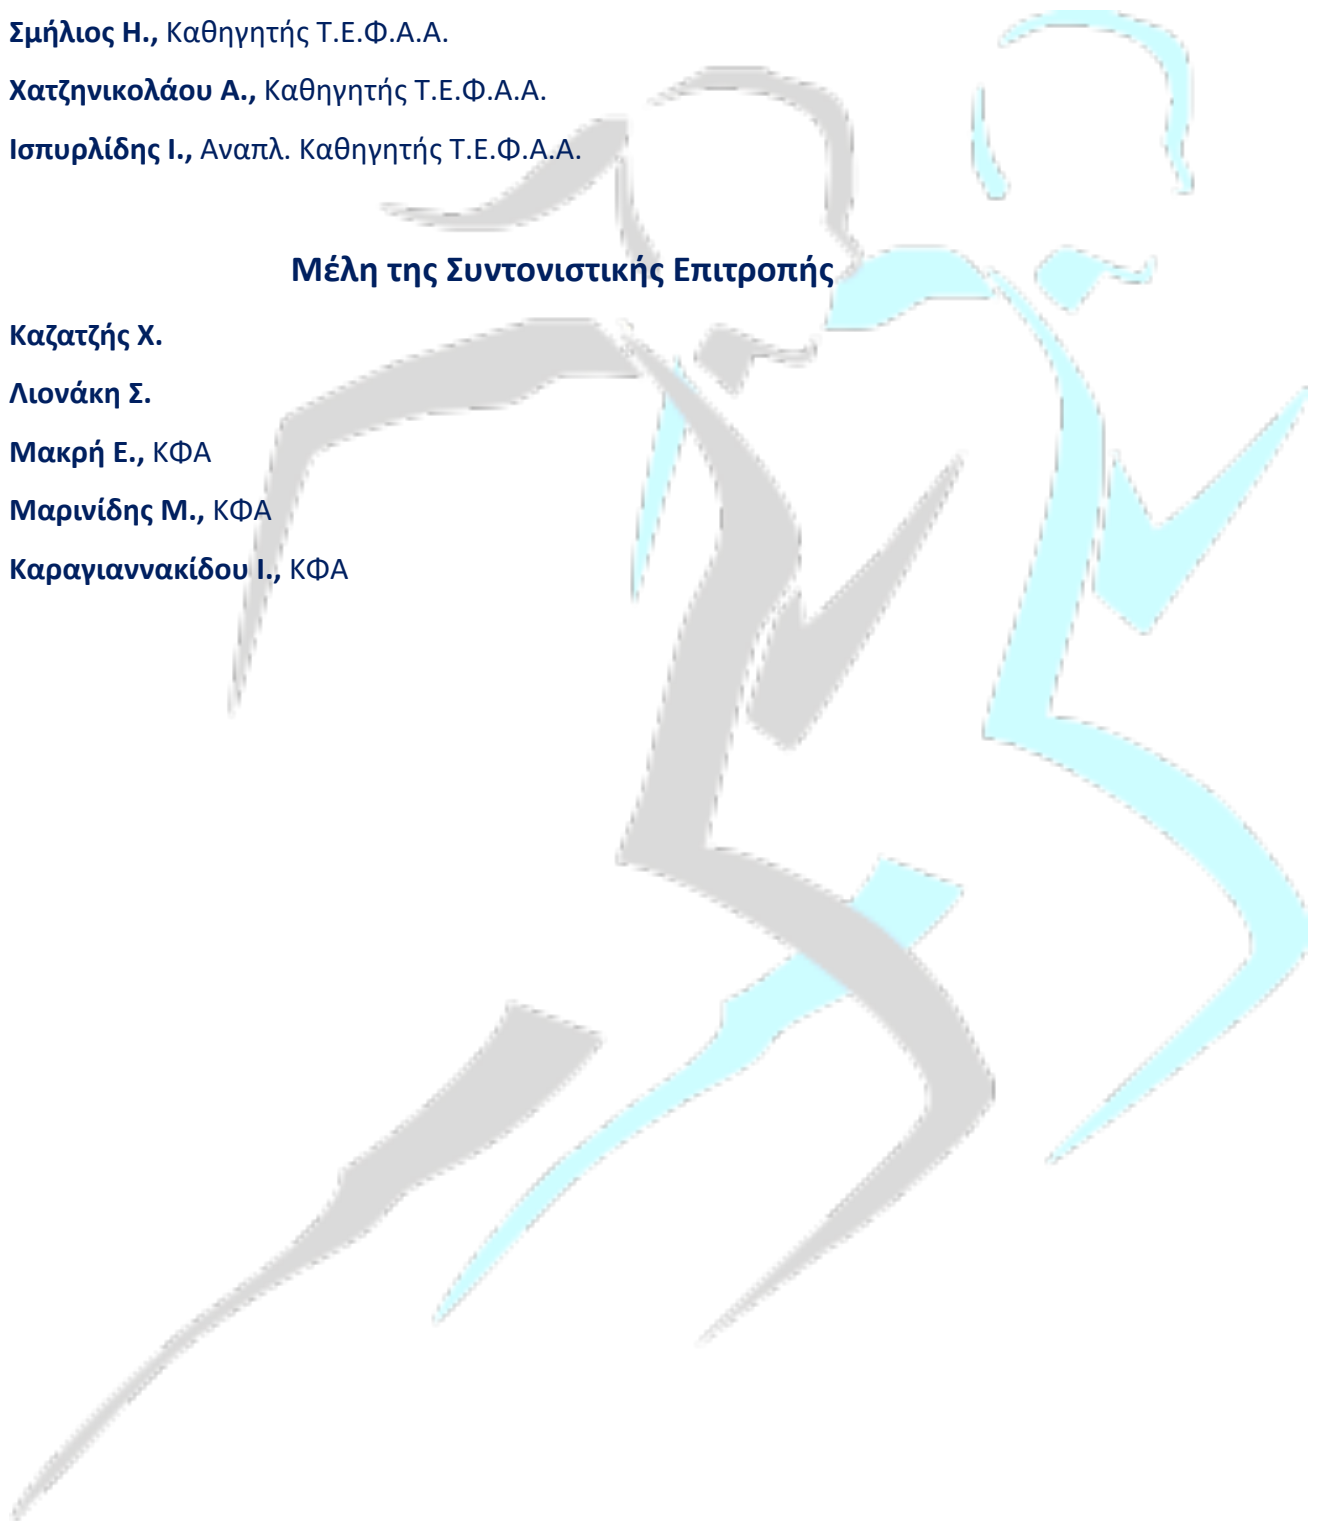 Σμήλιος Η., Καθηγητής Τ.Ε.Φ.Α.Α.
Χατζηνικολάου Α., Καθηγητής Τ.Ε.Φ.Α.Α.
Ισπυρλίδης Ι., Αναπλ. Καθηγητής Τ.Ε.Φ.Α.Α.
Μέλη της Συντονιστικής Επιτροπής
Καζατζής Χ.
Λιονάκη Σ.
Μακρή Ε., ΚΦΑ
Μαρινίδης Μ., ΚΦΑ
Καραγιαννακίδου Ι., ΚΦΑ